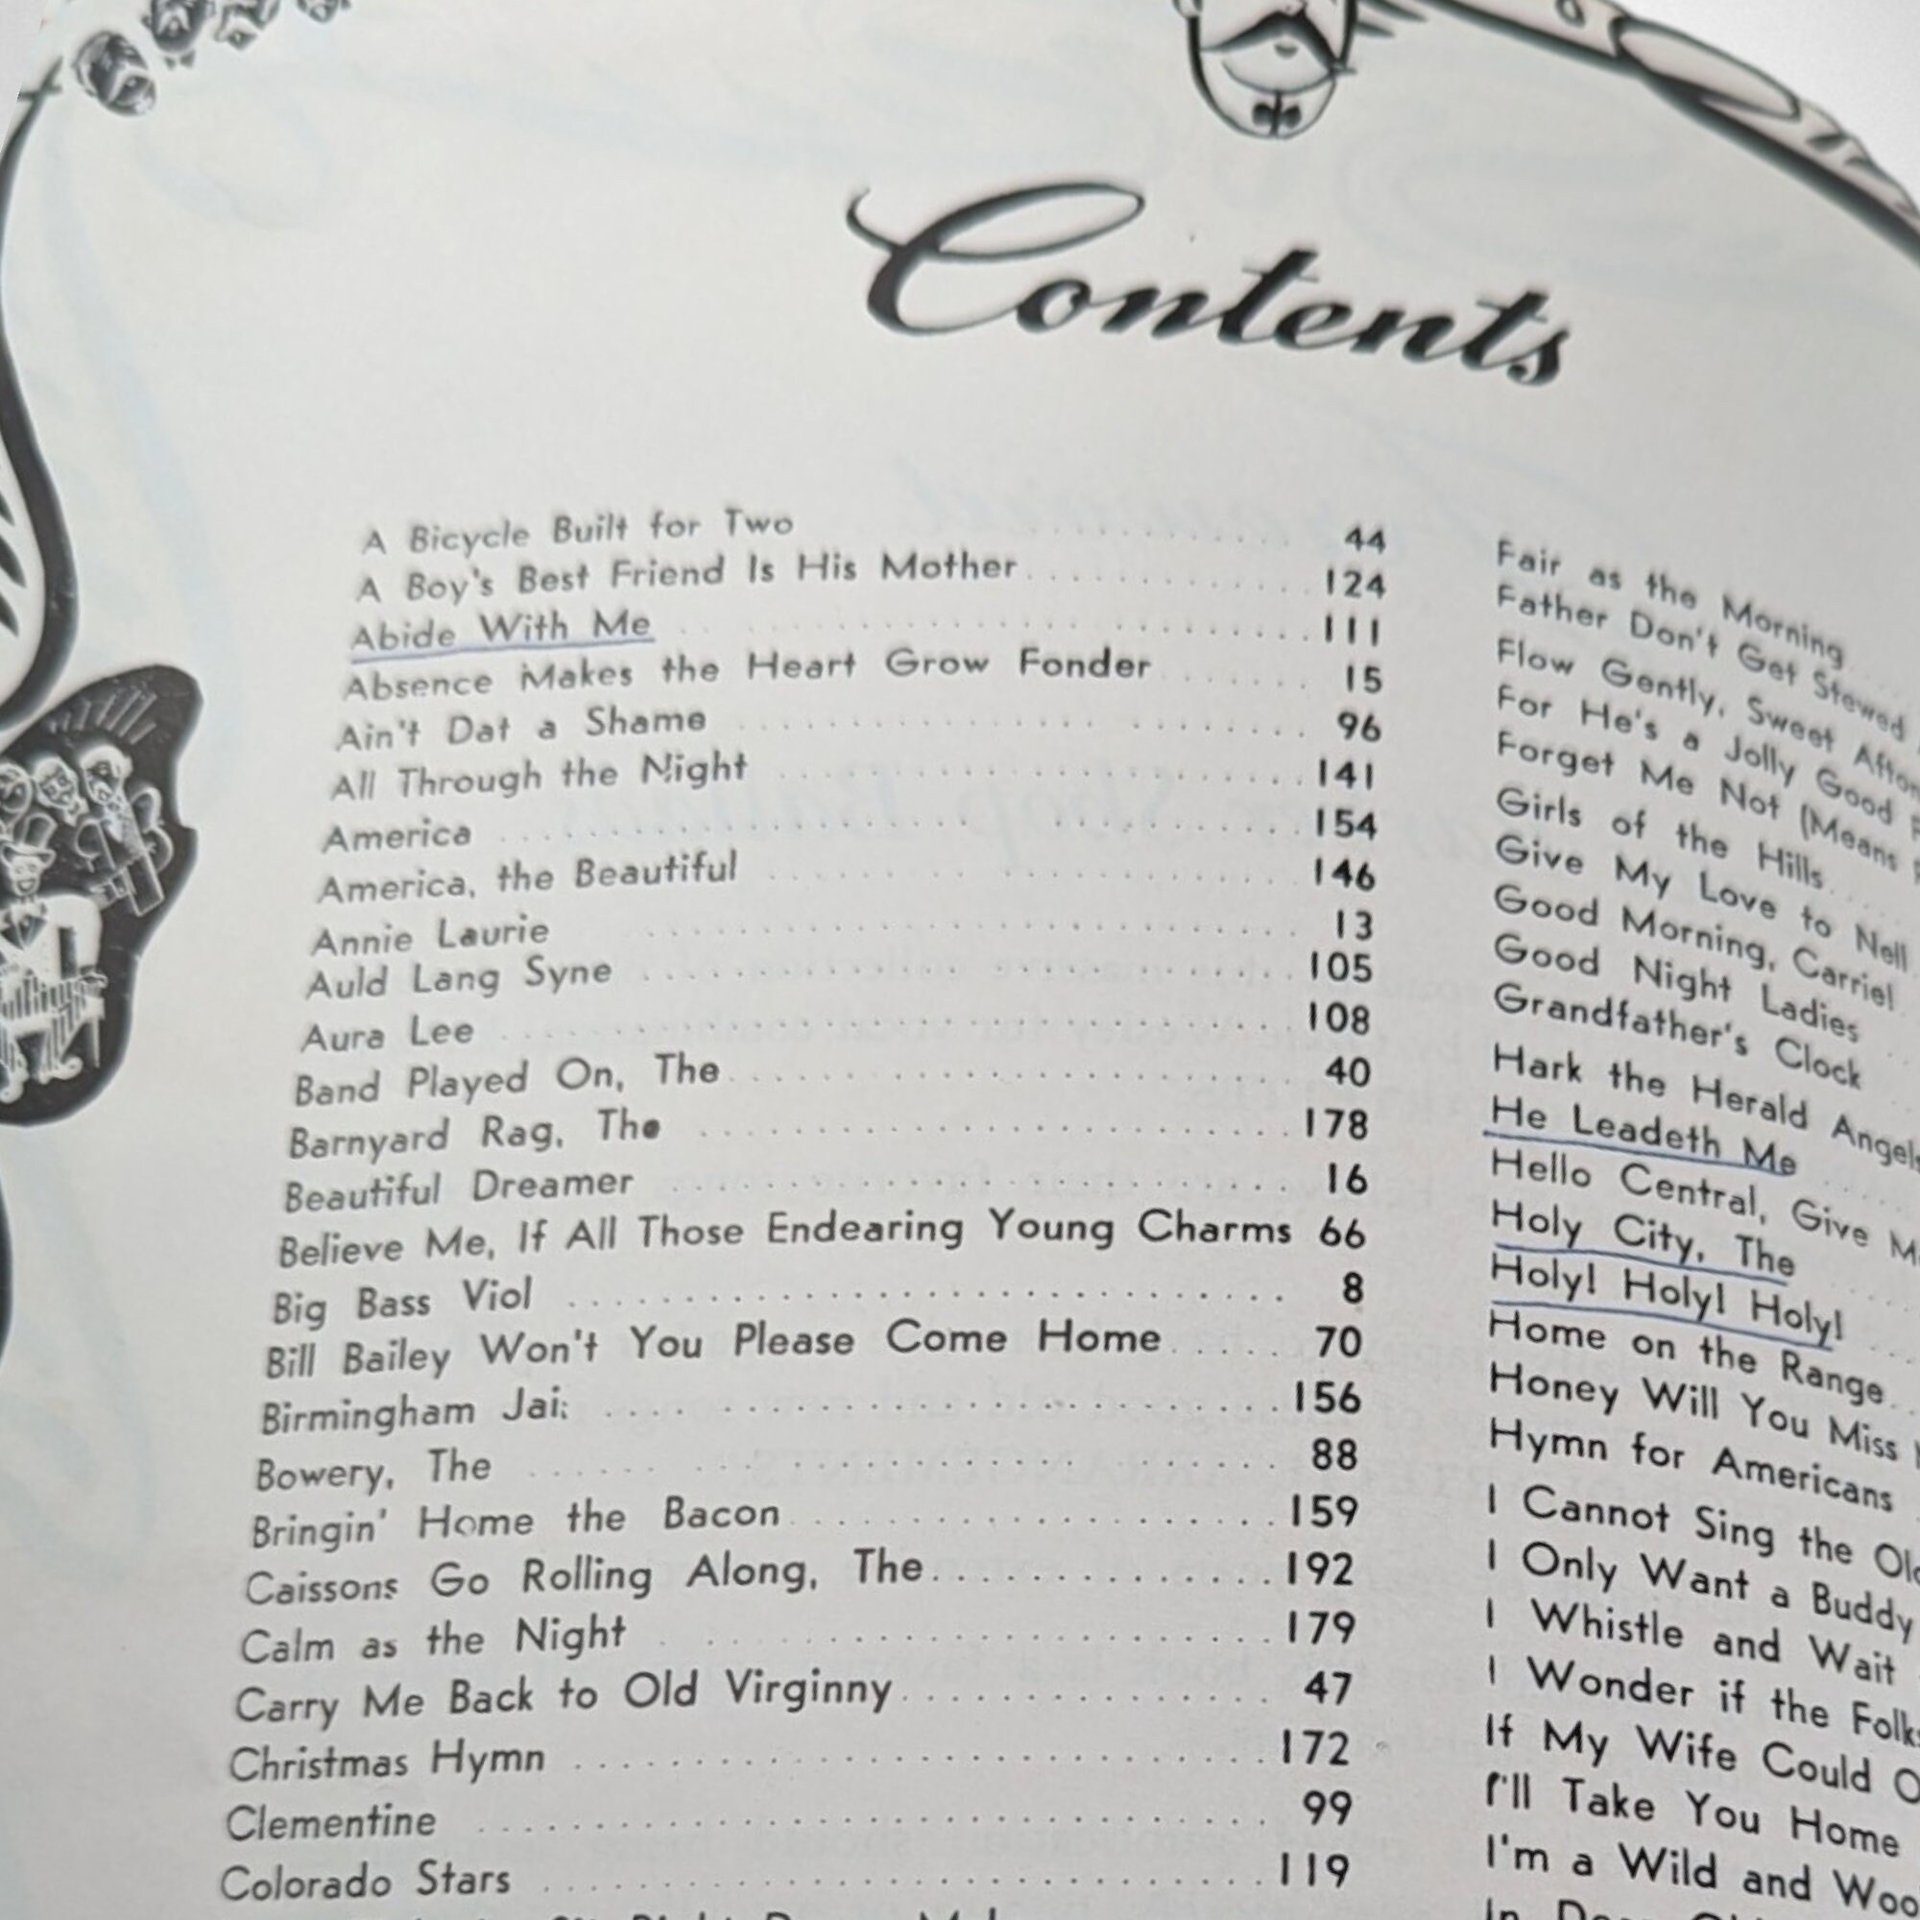 Contents
A Bicycle Built for Two 44
A Boy's Best Friend Is His Mother 124
Abide With Me 111
Absence Makes the Heart Grow Fonder 15
Ain't Dat a Shame 96
All Through the Night 141
America 154
America, the Beautiful 146
Annie Laurie 13
Auld Lang Syne 105
Aura Lee 108
Band Played On, The 40
Barnyard Rag, The 178
Beautiful Dreamer 16
Believe Me, If All Those Endearing Young Charms 66
Big Bass Viol 8
Bill Bailey Won't You Please Come Home 70
Birmingham Jail 156
Bowery, The 88
Bringin' Home the Bacon 159
Caissons Go Rolling Along, The 192
Calm as the Night 179
Carry Me Back to Old Virginny 47
Christmas Hymn 172
Clementine 99
Colorado Stars 119
Fair as the Morning
Father Don't Get Stewed
Flow Gently, Sweet Afton
For He's a Jolly Good
Forget Me Not (Means
Girls of the Hills
Give My Love to Nell
Good Morning, Carrie!
Good Night Ladies
Grandfather's Clock
Hark the Herald Angels
He Leadeth Me
Hello Central, Give
Holy City, The
Holy! Holy! Holy!
Home on the Range
Honey Will You Miss
Hymn for Americans
I Cannot Sing the
I Only Want a Buddy
I Whistle and Wait
I Wonder if the
If My Wife Could
I'll Take You Home
I'm a Wild and
In